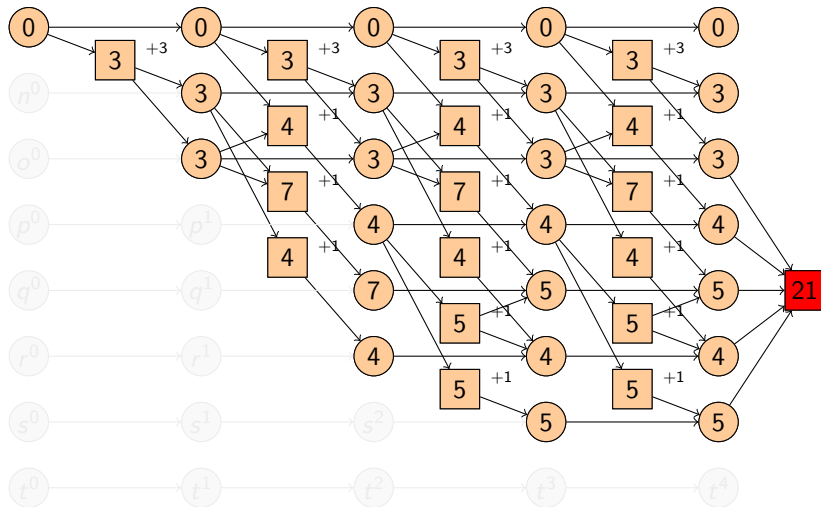 0 0 0 0 0
3 +3 3 +3 3 +3 3 +3
n⁰ 3 3 3 3
4 +1 4 +1 4 +1
o⁰ 3 3 3 3
7 +1 7 +1 7 +1
p⁰ p¹ 4 4 4
4 +1 4 +1 4 +1
q⁰ q¹ 7 5 5 21
5 +1 5 +1
r⁰ r¹ 4 4 4
5 +1 5 +1
s⁰ s¹ s² 5 5
t⁰ t¹ t² t³ t⁴